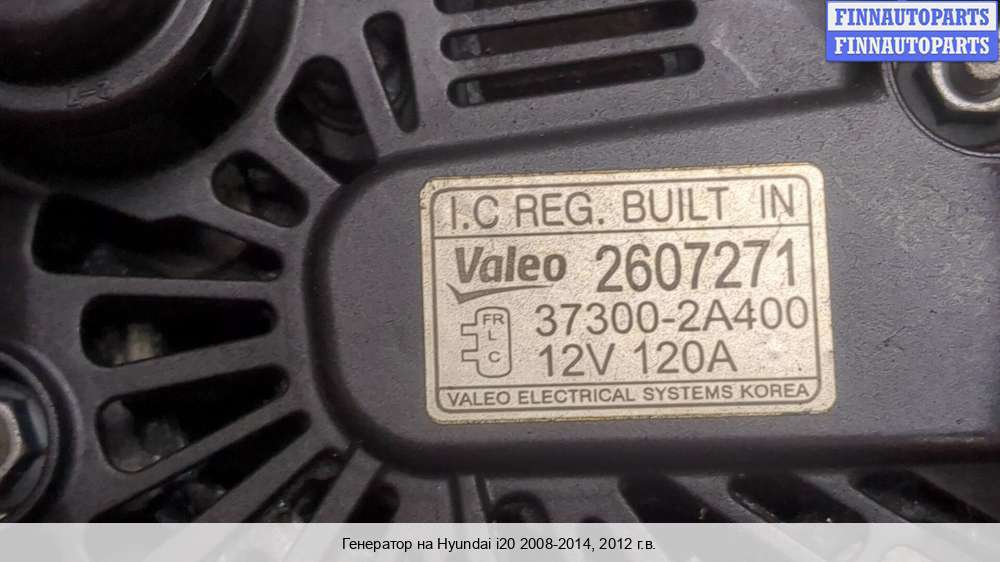 FINNAUTOPARTS
FINNAUTOPARTS
I.C REG. BUILT IN
Valeo 2607271
FR
L
C
37300-2A400
12V 120A
VALEO ELECTRICAL SYSTEMS KOREA
Генератор на Hyundai i20 2008-2014, 2012 г.в.